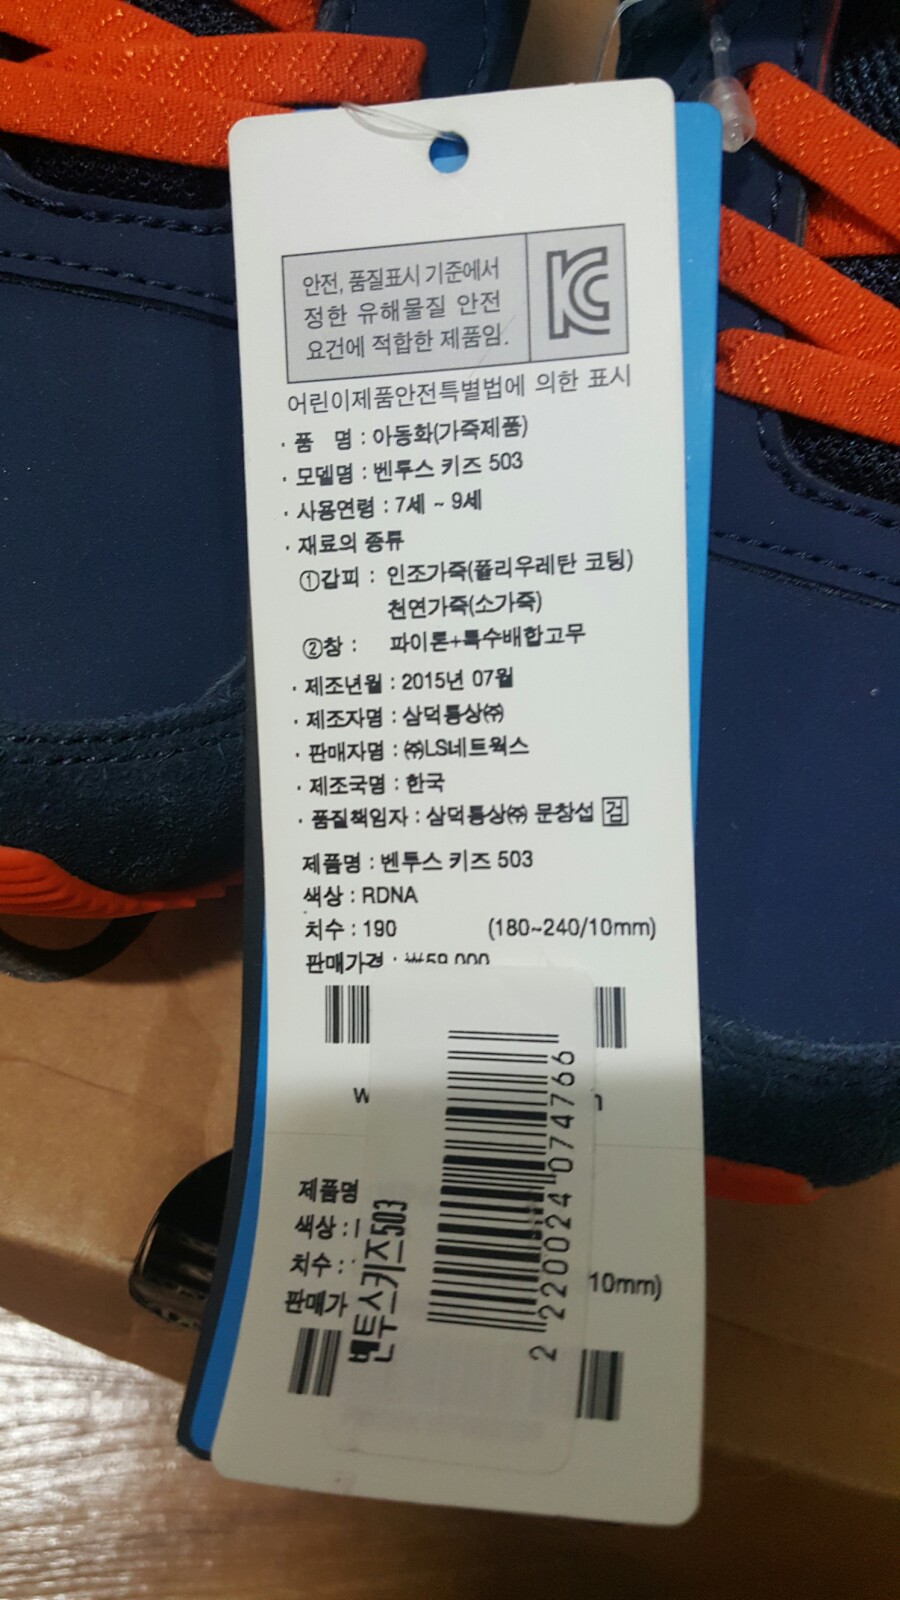 안전, 품질표시 기준에서
정한 유해물질 안전
요건에 적합한 제품임.
KC
어린이제품안전특별법에 의한 표시
· 품 명 : 아동화(가죽제품)
· 모델명 : 벤투스 키즈 503
· 사용연령 : 7세 ~ 9세
· 재료의 종류
①갑피 : 인조가죽(폴리우레탄 코팅)
천연가죽(소가죽)
②창 : 파이론+특수배합고무
· 제조년월 : 2015년 07월
· 제조자명 : 삼덕통상㈜
· 판매자명 : ㈜LS네트웍스
· 제조국명 : 한국
· 품질책임자 : 삼덕통상㈜ 문창섭 검
제품명 : 벤투스 키즈 503
색상 : RDNA
치수 : 190 (180~240/10mm)
판매가격 : ₩59,000
w
제품명
색상 :
치수 :
10mm)
판매가
벤투스키즈503
2 220024 074766